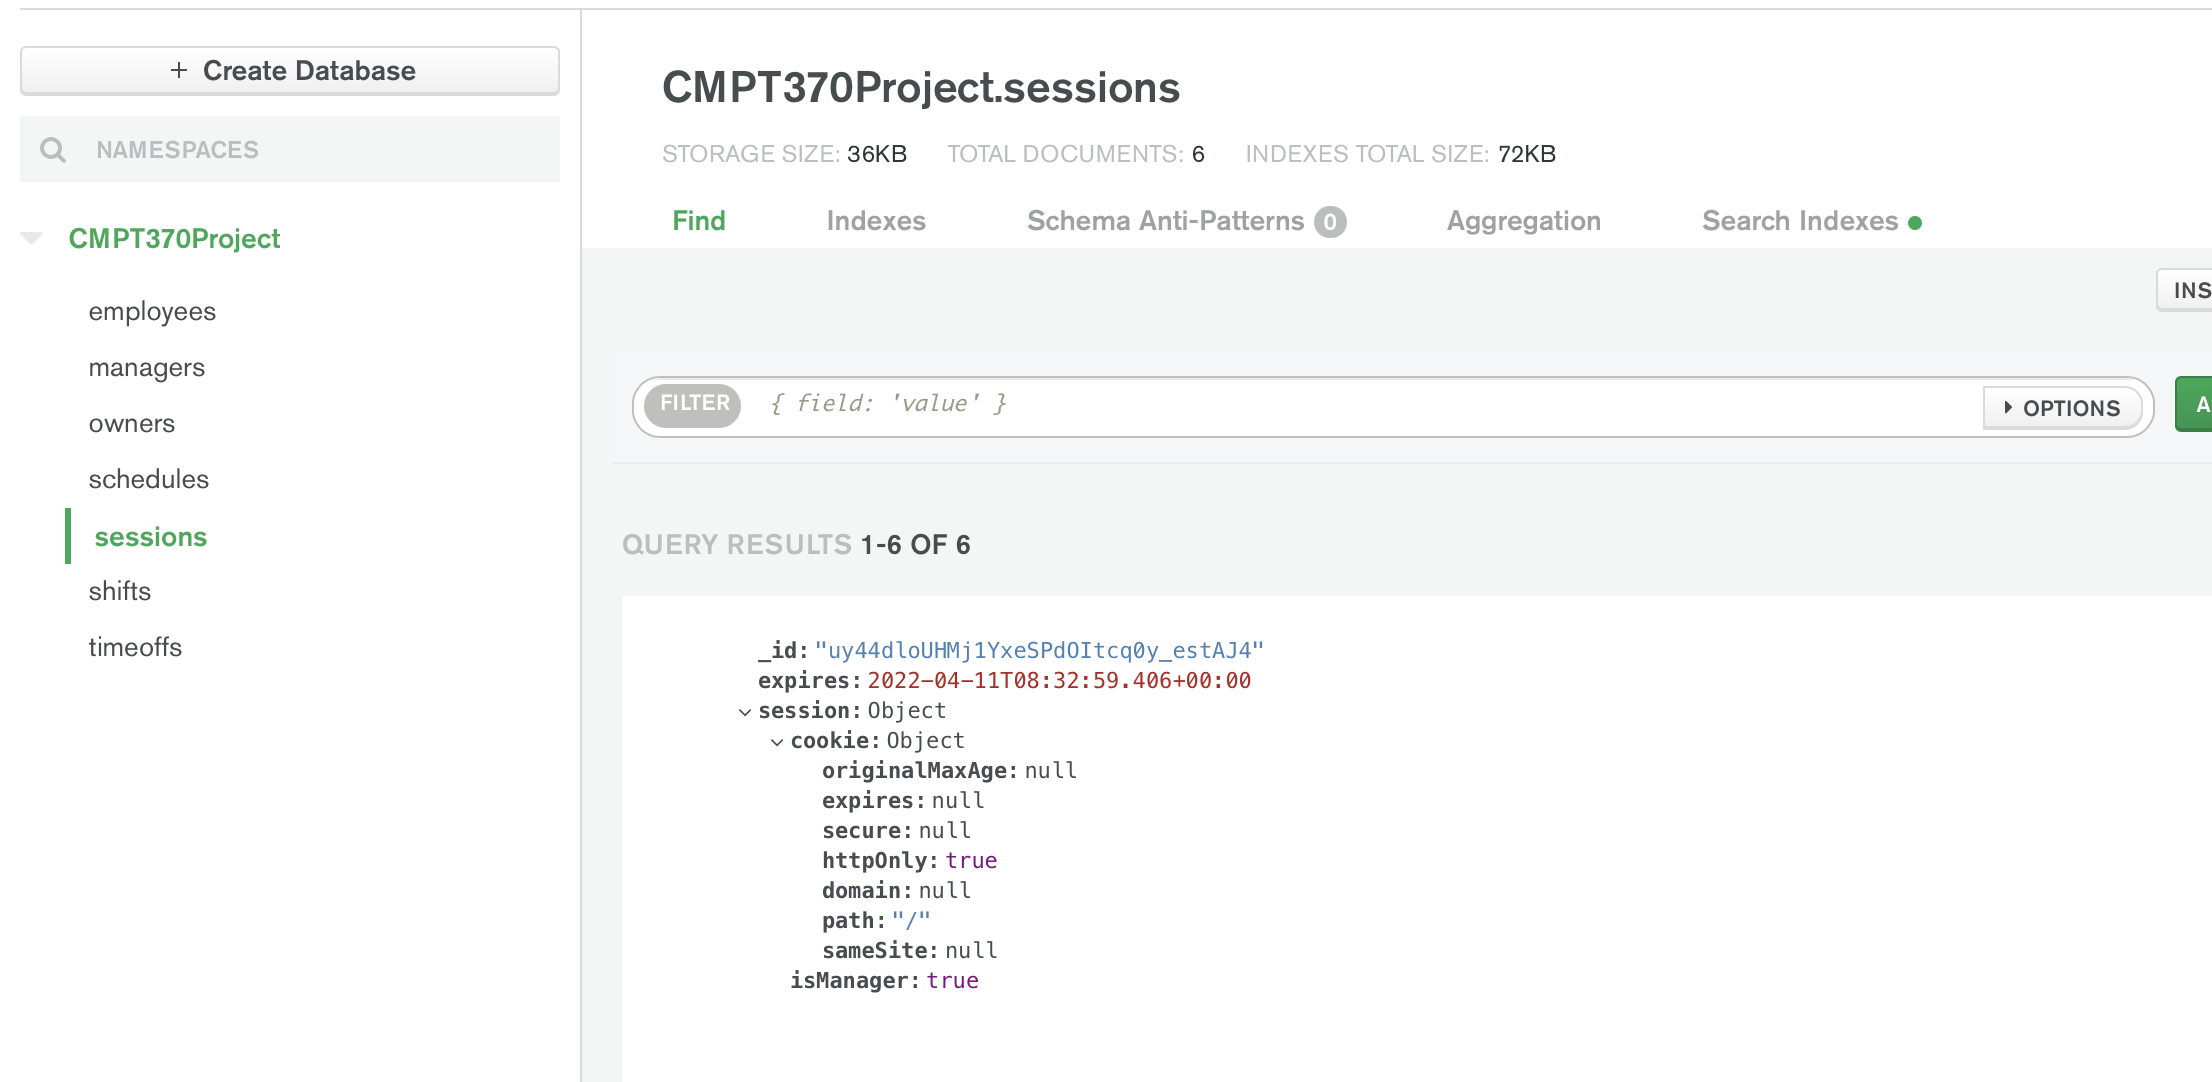 + Create Database
NAMESPACES
CMPT370Project
employees
managers
owners
schedules
sessions
shifts
timeoffs
CMPT370Project.sessions
STORAGE SIZE: 36KB TOTAL DOCUMENTS: 6 INDEXES TOTAL SIZE: 72KB
Find Indexes Schema Anti-Patterns 0 Aggregation Search Indexes
INS
FILTER { field: 'value' } OPTIONS A
QUERY RESULTS 1-6 OF 6
_id: "uy44dloUHMj1YxeSPdOItcq0y_estAJ4"
expires: 2022-04-11T08:32:59.406+00:00
session: Object
cookie: Object
originalMaxAge: null
expires: null
secure: null
httpOnly: true
domain: null
path: "/"
sameSite: null
isManager: true